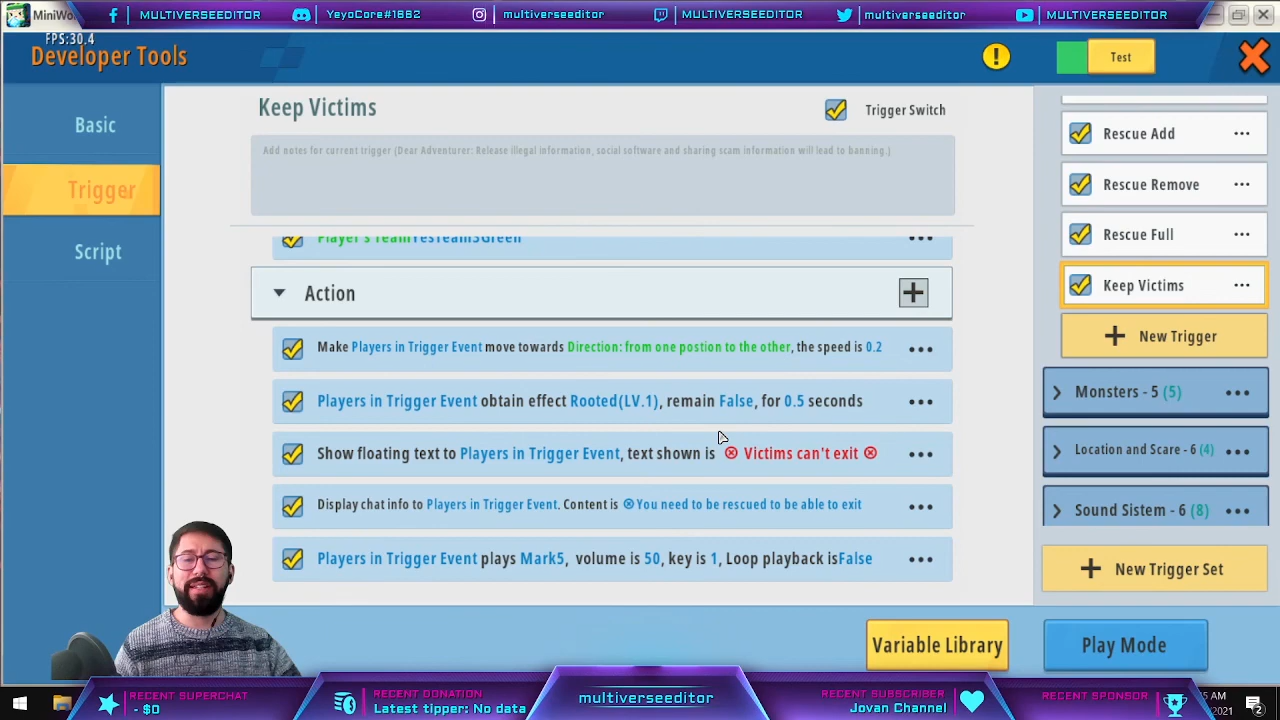 MiniWor
MULTIVERSEEDITOR
YeyoCore#1682
multiverseeditor
MULTIVERSEEDITOR
multiverseeditor
MULTIVERSEEDITOR
FPS:30.4
Developer Tools
Test
Basic
Trigger
Script
Keep Victims
Trigger Switch
Add notes for current trigger (Dear Adventurer: Release illegal information, social software and sharing scam information will lead to banning.)
Action
Make Players in Trigger Event move towards Direction: from one postion to the other, the speed is 0.2
Players in Trigger Event obtain effect Rooted(LV.1), remain False, for 0.5 seconds
Show floating text to Players in Trigger Event, text shown is ⊗ Victims can't exit ⊗
Display chat info to Players in Trigger Event. Content is ⊗You need to be rescued to be able to exit
Players in Trigger Event plays Mark5, volume is 50, key is 1, Loop playback isFalse
Rescue Add
Rescue Remove
Rescue Full
Keep Victims
New Trigger
Monsters - 5 (5)
Location and Scare - 6 (4)
Sound Sistem - 6 (8)
New Trigger Set
Variable Library
Play Mode
RECENT SUPERCHAT
- $0
RECENT DONATION
Latest tipper: No data
multiverseeditor
RECENT SUBSCRIBER
Jovan Channel
RECENT SPONSOR
5 AM
2021
2